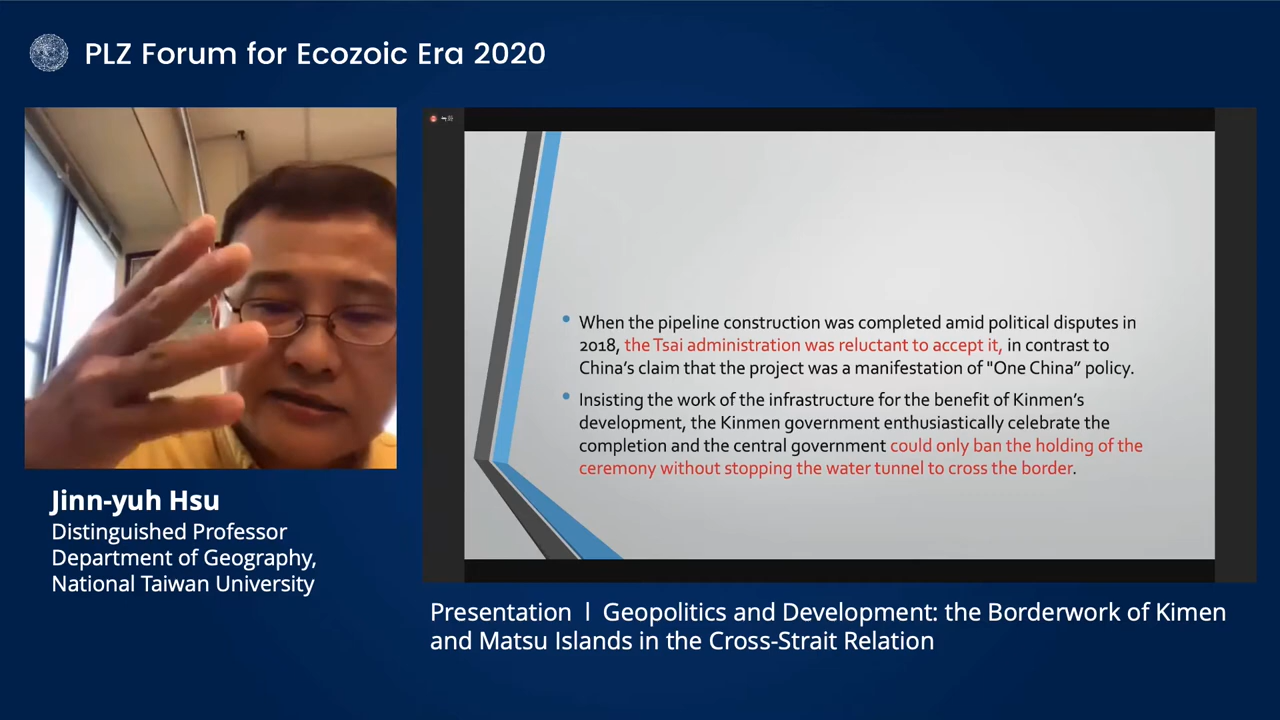 PLZ Forum for Ecozoic Era 2020
When the pipeline construction was completed amid political disputes in
2018, the Tsai administration was reluctant to accept it, in contrast to
China's claim that the project was a manifestation of "One China" policy.
Insisting the work of the infrastructure for the benefit of Kinmen's
development, the Kinmen government enthusiastically celebrate the
completion and the central government could only ban the holding of the
ceremony without stopping the water tunnel to cross the border.
Jinn-yuh Hsu
Distinguished Professor
Department of Geography,
National Taiwan University
Presentation | Geopolitics and Development: the Borderwork of Kimen
and Matsu Islands in the Cross-Strait Relation